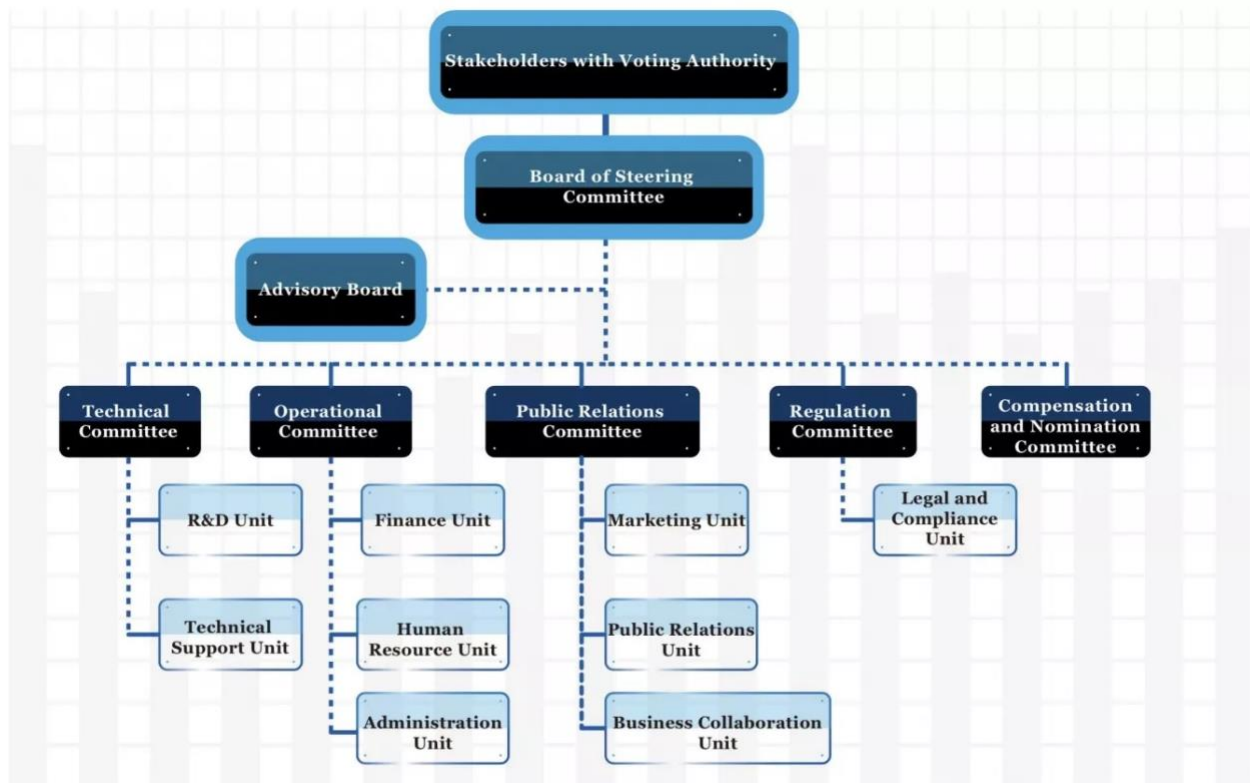 Stakeholders with Voting Authority
Board of Steering
Committee
Advisory Board
Technical
Committee
Operational
Committee
Public Relations
Committee
Regulation
Committee
Compensation
and Nomination
Committee
R&D Unit
Finance Unit
Marketing Unit
Legal and
Compliance
Unit
Technical
Support Unit
Human
Resource Unit
Public Relations
Unit
Administration
Unit
Business Collaboration
Unit